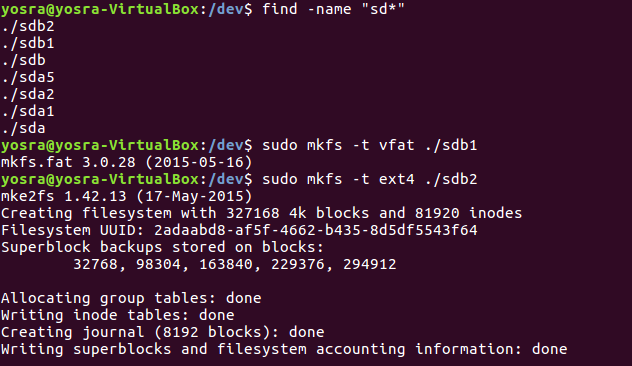 yosra@yosra-VirtualBox:/dev$ find -name "sd*"
./sdb2
./sdb1
./sdb
./sda5
./sda2
./sda1
./sda
yosra@yosra-VirtualBox:/dev$ sudo mkfs -t vfat ./sdb1
mkfs.fat 3.0.28 (2015-05-16)
yosra@yosra-VirtualBox:/dev$ sudo mkfs -t ext4 ./sdb2
mke2fs 1.42.13 (17-May-2015)
Creating filesystem with 327168 4k blocks and 81920 inodes
Filesystem UUID: 2adaabd8-af5f-4662-b435-8d5df5543f64
Superblock backups stored on blocks:
        32768, 98304, 163840, 229376, 294912

Allocating group tables: done
Writing inode tables: done
Creating journal (8192 blocks): done
Writing superblocks and filesystem accounting information: done